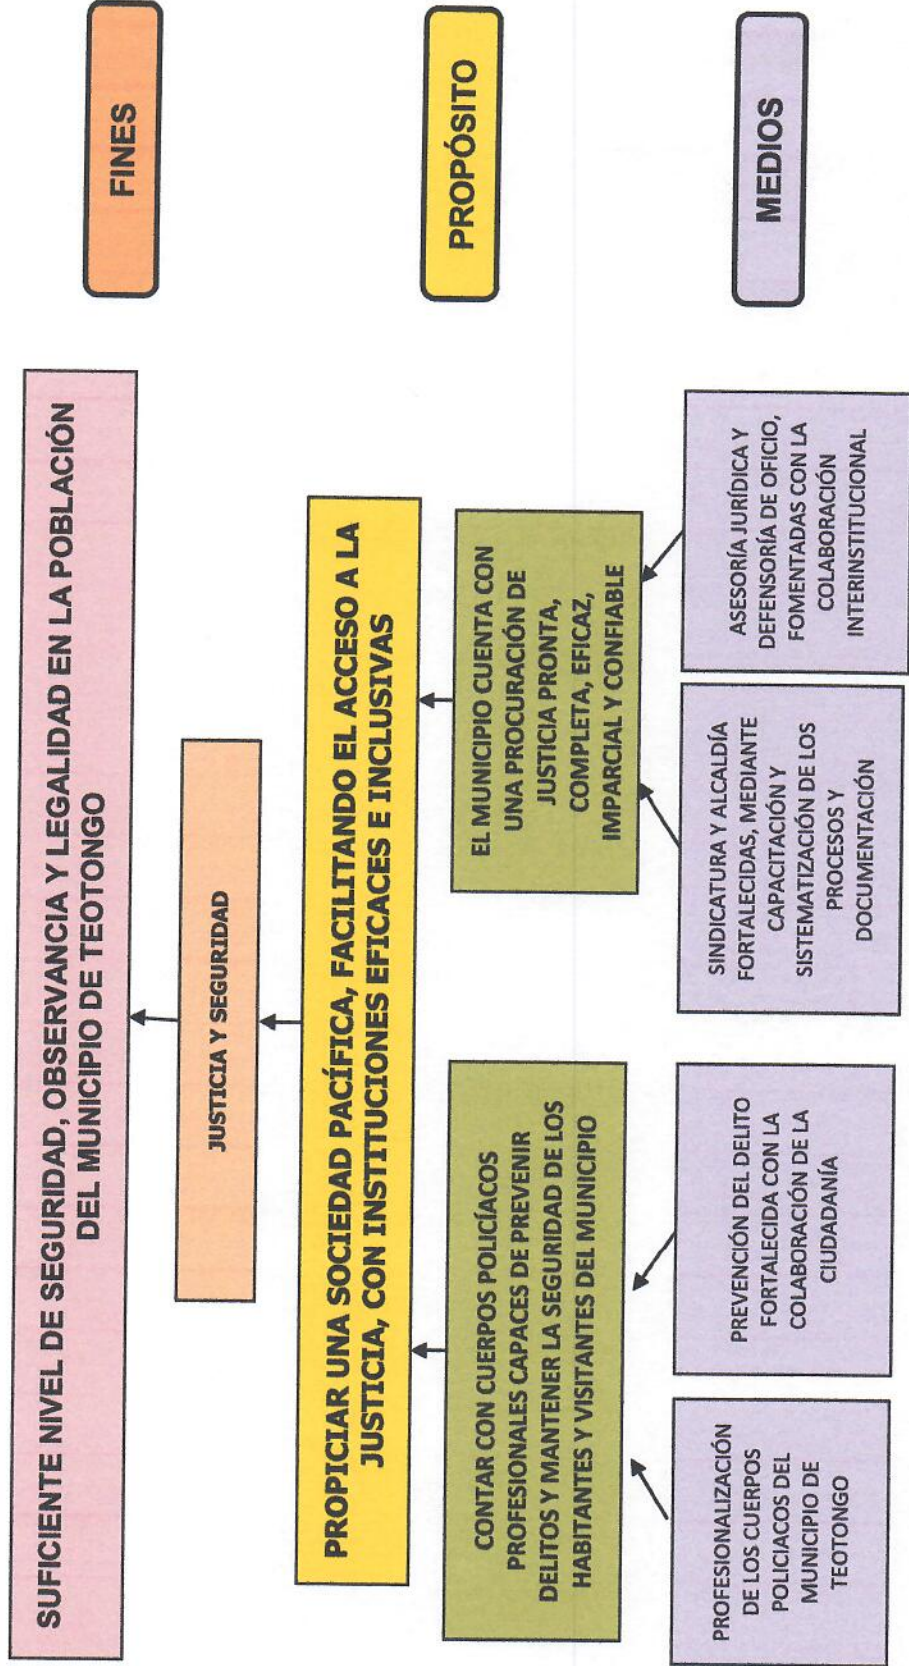 SUFICIENTE NIVEL DE SEGURIDAD, OBSERVANCIA Y LEGALIDAD EN LA POBLACIÓN
DEL MUNICIPIO DE TEOTONGO
FINES
JUSTICIA Y SEGURIDAD
PROPICIAR UNA SOCIEDAD PACÍFICA, FACILITANDO EL ACCESO A LA
JUSTICIA, CON INSTITUCIONES EFICACES E INCLUSIVAS
PROPÓSITO
CONTAR CON CUERPOS POLICÍACOS
PROFESIONALES CAPACES DE PREVENIR
DELITOS Y MANTENER LA SEGURIDAD DE LOS
HABITANTES Y VISITANTES DEL MUNICIPIO
EL MUNICIPIO CUENTA CON
UNA PROCURACIÓN DE
JUSTICIA PRONTA,
COMPLETA, EFICAZ,
IMPARCIAL Y CONFIABLE
PROFESIONALIZACIÓN
DE LOS CUERPOS
POLICIACOS DEL
MUNICIPIO DE
TEOTONGO
PREVENCIÓN DEL DELITO
FORTALECIDA CON LA
COLABORACIÓN DE LA
CIUDADANÍA
SINDICATURA Y ALCALDÍA
FORTALECIDAS, MEDIANTE
CAPACITACIÓN Y
SISTEMATIZACIÓN DE LOS
PROCESOS Y
DOCUMENTACIÓN
ASESORÍA JURÍDICA Y
DEFENSORÍA DE OFICIO,
FOMENTADAS CON LA
COLABORACIÓN
INTERINSTITUCIONAL
MEDIOS